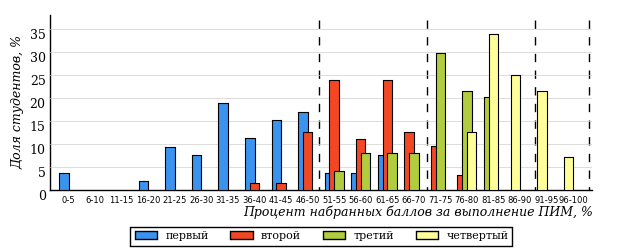 Доля студентов, %
35
30
25
20
15
10
5
0
0-5 6-10 11-15 16-20 21-25 26-30 31-35 36-40 41-45 46-50 51-55 56-60 61-65 66-70 71-75 76-80 81-85 86-90 91-95 96-100
Процент набранных баллов за выполнение ПИМ, %
первый второй третий четвертый